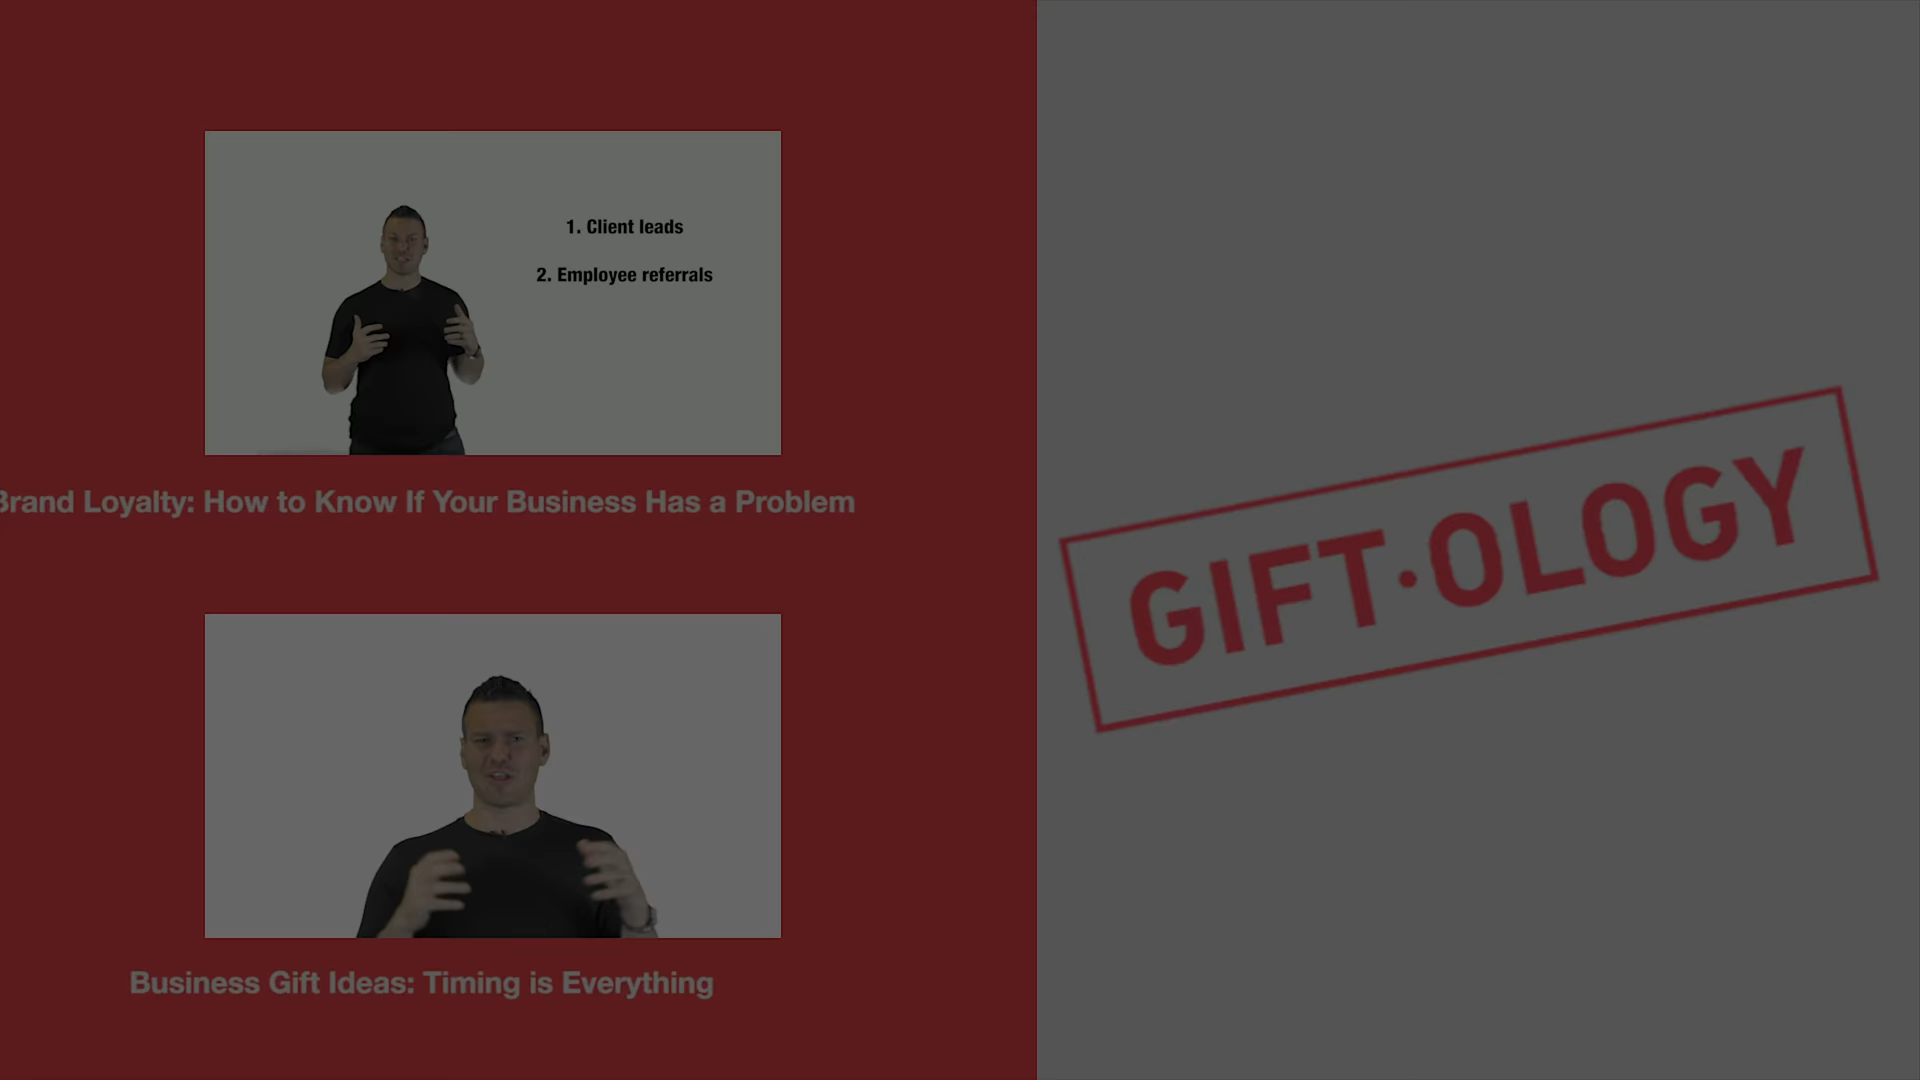 1. Client leads
2. Employee referrals
Brand Loyalty: How to Know If Your Business Has a Problem
Business Gift Ideas: Timing is Everything
GIFT·OLOGY